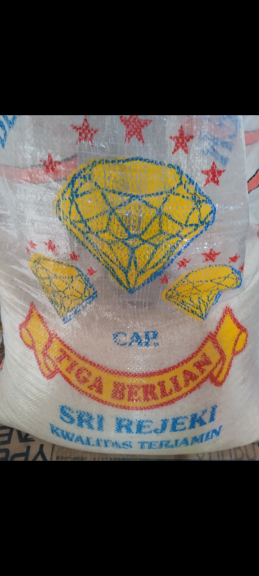 CAP.
TIGA BERLIAN
SRI REJEKI
KWALITAS TERJAMIN